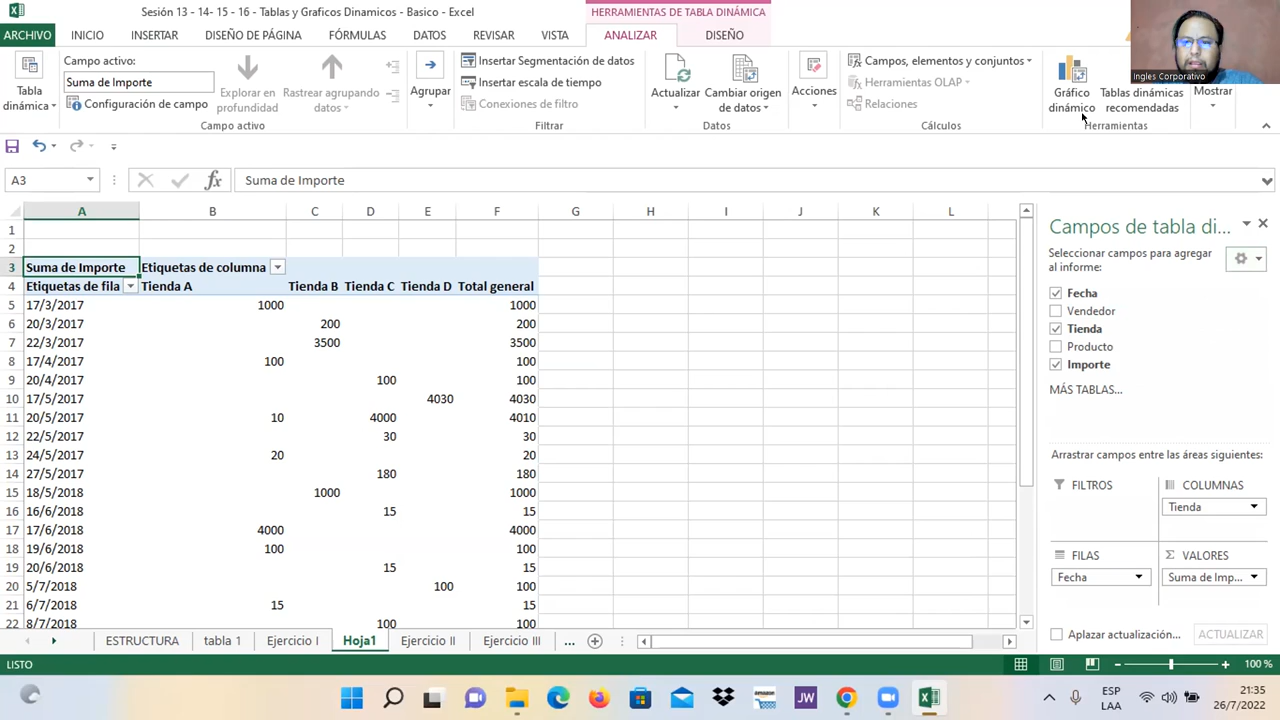 Sesión 13 - 14- 15 - 16 - Tablas y Graficos Dinamicos - Basico - Excel
HERRAMIENTAS DE TABLA DINÁMICA
ARCHIVO INICIO INSERTAR DISEÑO DE PÁGINA FÓRMULAS DATOS REVISAR VISTA ANALIZAR DISEÑO
Campo activo:
Suma de Importe
Configuración de campo
Tabla
dinámica
Explorar en
profundidad
Rastrear agrupando
datos
Campo activo
Agrupar
Insertar Segmentación de datos
Insertar escala de tiempo
Conexiones de filtro
Filtrar
Actualizar
Cambiar origen
de datos
Datos
Acciones
Campos, elementos y conjuntos
Herramientas OLAP
Relaciones
Cálculos
Gráfico
dinámico
Tablas dinámicas
recomendadas
Herramientas
Mostrar
Ingles Corporativo
A3 fx Suma de Importe
A B C D E F G H I J K L
1
2
3 Suma de Importe Etiquetas de columna
4 Etiquetas de fila Tienda A Tienda B Tienda C Tienda D Total general
5 17/3/2017 1000 1000
6 20/3/2017 200 200
7 22/3/2017 3500 3500
8 17/4/2017 100 100
9 20/4/2017 100 100
10 17/5/2017 4030 4030
11 20/5/2017 10 4000 4010
12 22/5/2017 30 30
13 24/5/2017 20 20
14 27/5/2017 180 180
15 18/5/2018 1000 1000
16 16/6/2018 15 15
17 17/6/2018 4000 4000
18 19/6/2018 100 100
19 20/6/2018 15 15
20 5/7/2018 100 100
21 6/7/2018 15 15
22 8/7/2018 100 100
Campos de tabla di...
Seleccionar campos para agregar
al informe:
Fecha
Vendedor
Tienda
Producto
Importe
MÁS TABLAS...
Arrastrar campos entre las áreas siguientes:
FILTROS
COLUMNAS
Tienda
FILAS
Fecha
Σ VALORES
Suma de Imp...
Aplazar actualización... ACTUALIZAR
ESTRUCTURA tabla 1 Ejercicio I Hoja1 Ejercicio II Ejercicio III ...
LISTO
100 %
amazon
JW
ESP
LAA
21:35
26/7/2022